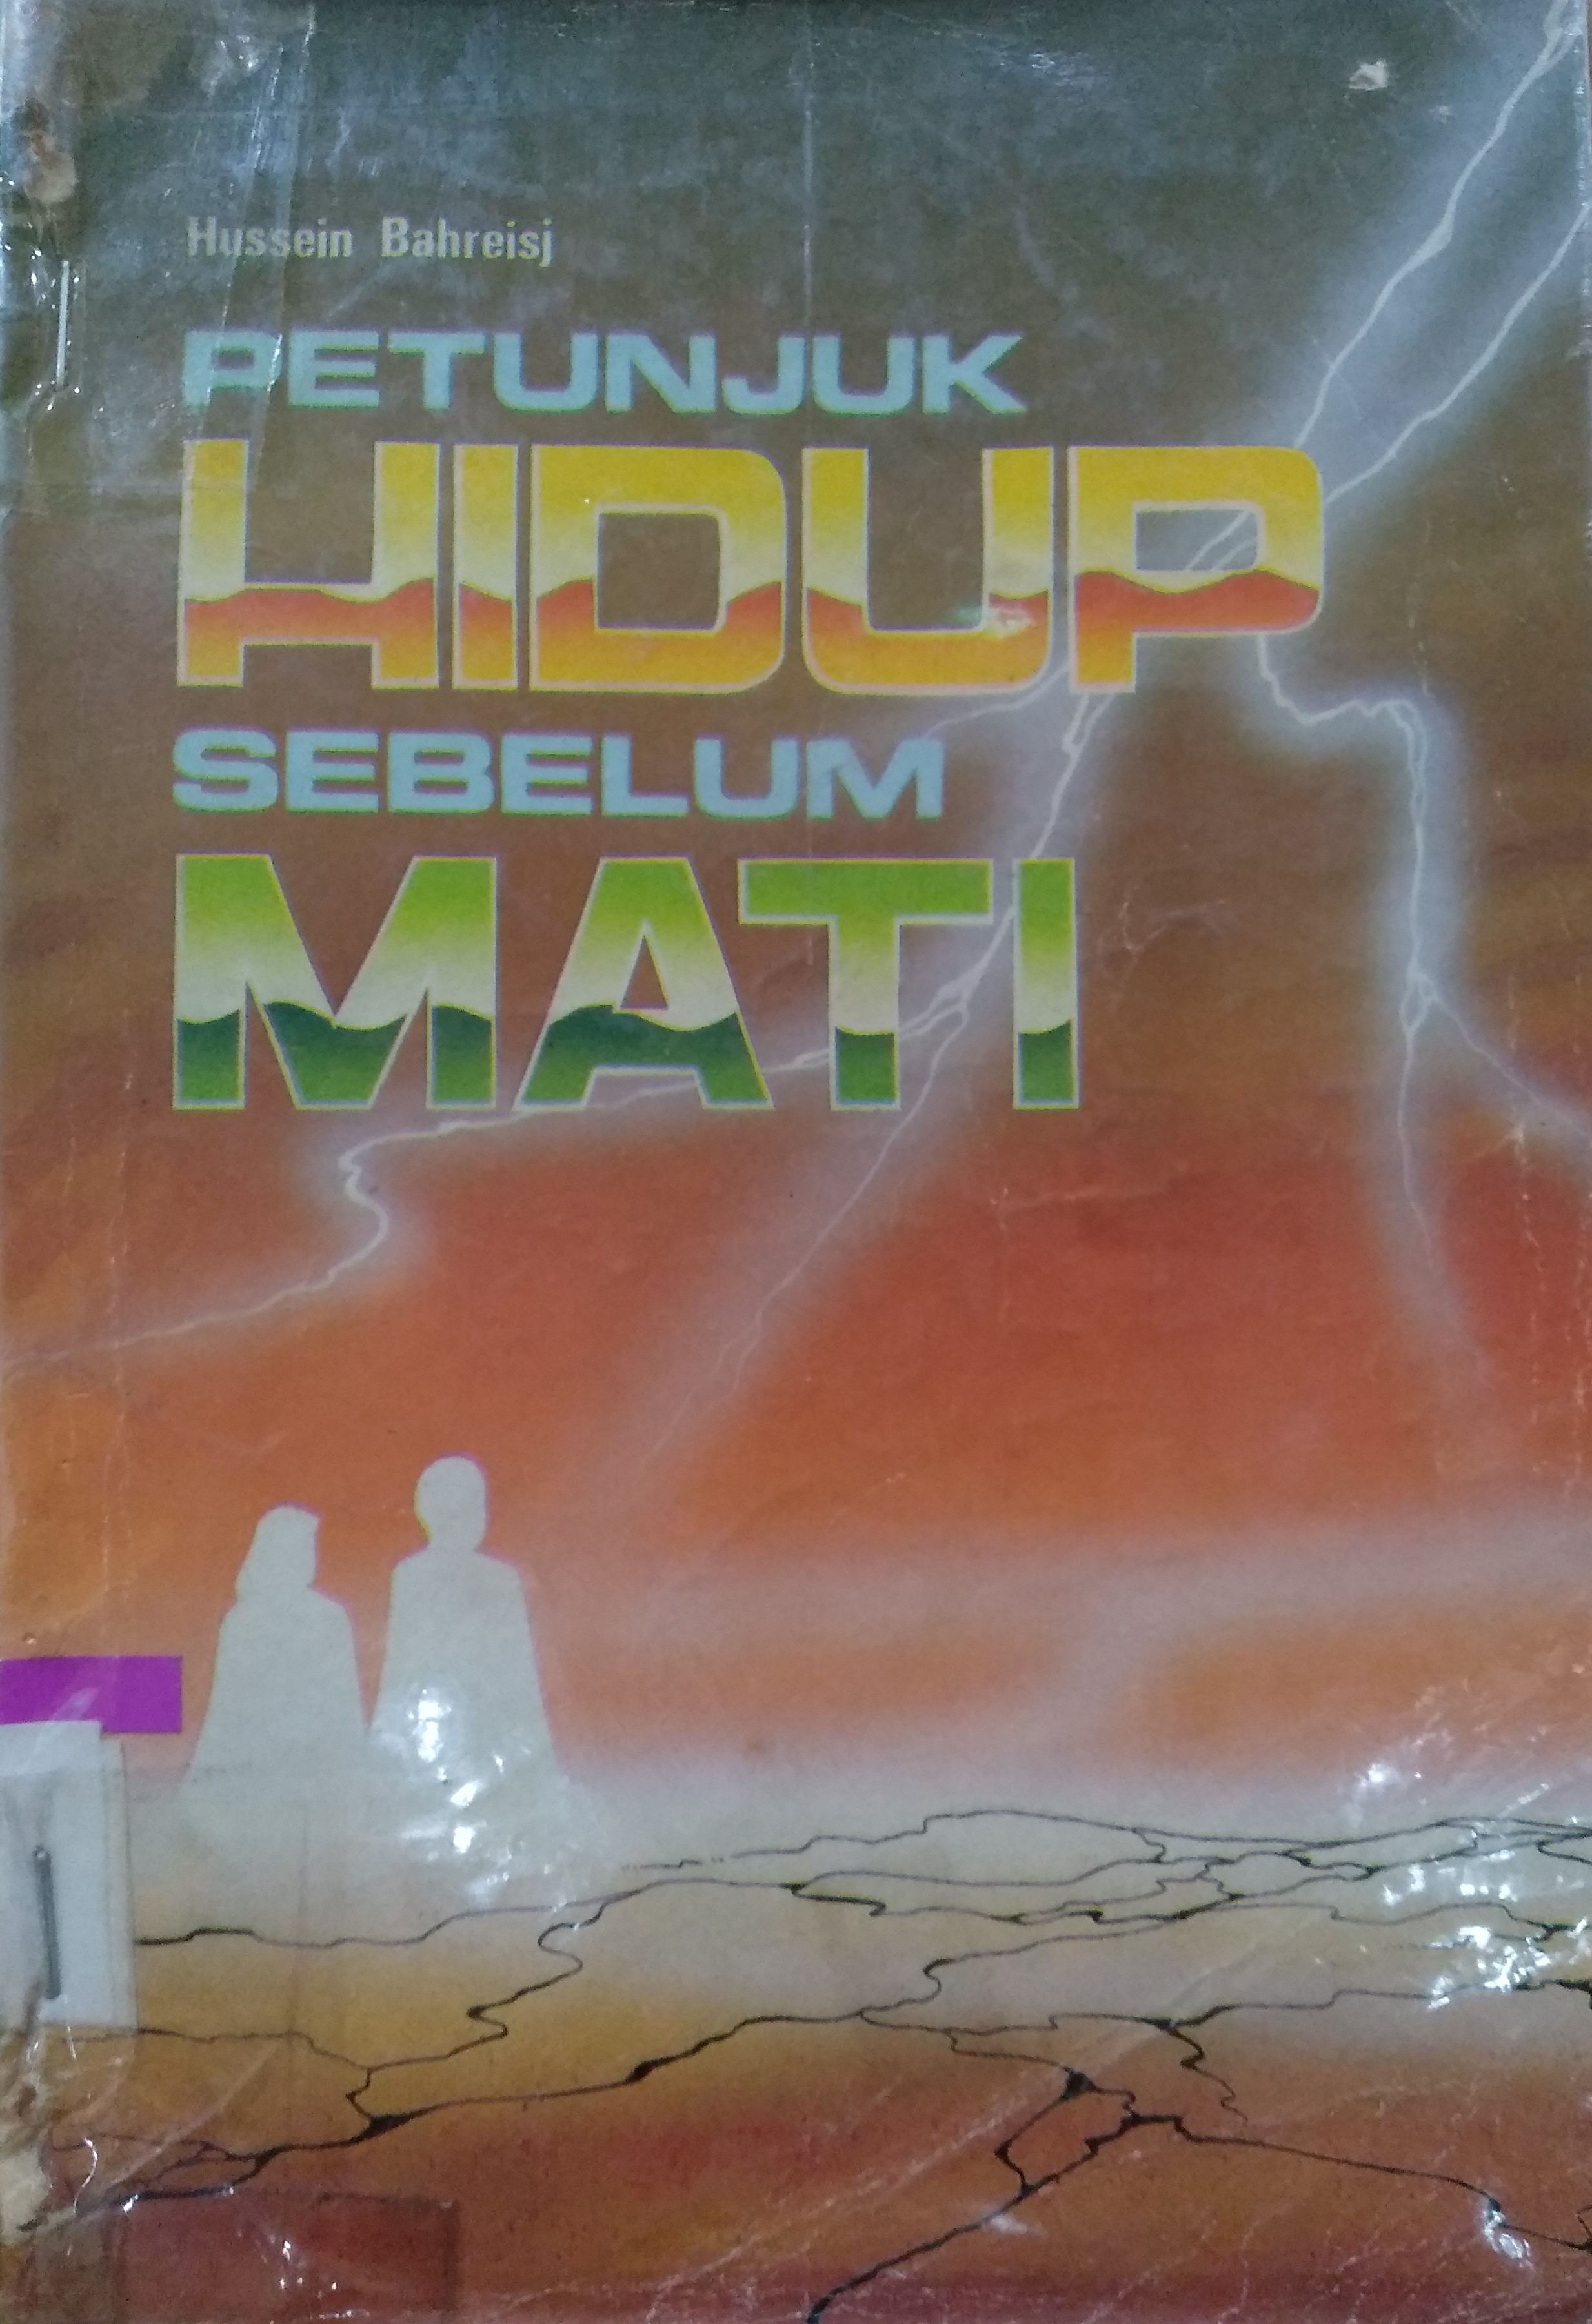 Hussein Bahreisj
PETUNJUK
HIDUP
SEBELUM
MATI